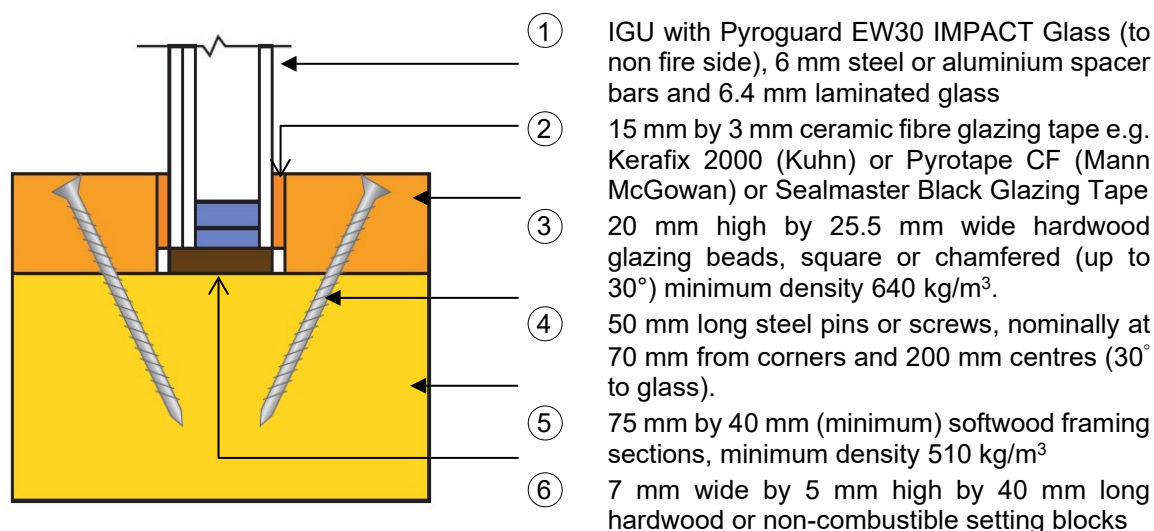 ① IGU with Pyroguard EW30 IMPACT Glass (to
non fire side), 6 mm steel or aluminium spacer
bars and 6.4 mm laminated glass
② 15 mm by 3 mm ceramic fibre glazing tape e.g.
Kerafix 2000 (Kuhn) or Pyrotape CF (Mann
McGowan) or Sealmaster Black Glazing Tape
③ 20 mm high by 25.5 mm wide hardwood
glazing beads, square or chamfered (up to
30°) minimum density 640 kg/m³.
④ 50 mm long steel pins or screws, nominally at
70 mm from corners and 200 mm centres (30°
to glass).
⑤ 75 mm by 40 mm (minimum) softwood framing
sections, minimum density 510 kg/m³
⑥ 7 mm wide by 5 mm high by 40 mm long
hardwood or non-combustible setting blocks